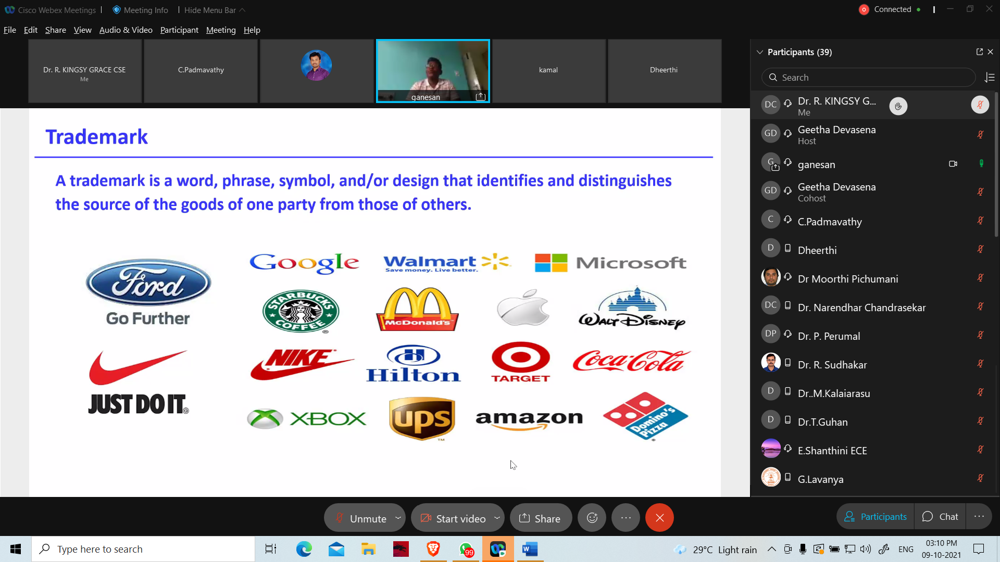 Cisco Webex Meetings
Meeting Info
Hide Menu Bar
Connected
File Edit Share View Audio & Video Participant Meeting Help
Dr. R. KINGSY GRACE CSE
Me
C.Padmavathy
ganesan
kamal
Dheerthi
Trademark
A trademark is a word, phrase, symbol, and/or design that identifies and distinguishes
the source of the goods of one party from those of others.
Ford
Go Further
Google
Walmart
Save money. Live better.
Microsoft
STARBUCKS
COFFEE
®
McDonald's
WALT DISNEY
JUST DO IT.®
NIKE
H
Hilton
TARGET
Coca-Cola
XBOX
ups
TM
amazon
Domino's
Pizza
Participants (39)
Search
DC Dr. R. KINGSY G...
Me
GD Geetha Devasena
Host
G ganesan
GD Geetha Devasena
Cohost
C C.Padmavathy
D Dheerthi
Dr Moorthi Pichumani
DC Dr. Narendhar Chandrasekar
DP Dr. P. Perumal
Dr. R. Sudhakar
D Dr..M.Kalaiarasu
D Dr.T.Guhan
E.Shanthini ECE
G.Lavanya
Unmute
Start video
Share
Participants
Chat
Type here to search
99
W
29°C Light rain
ENG
03:10 PM
09-10-2021